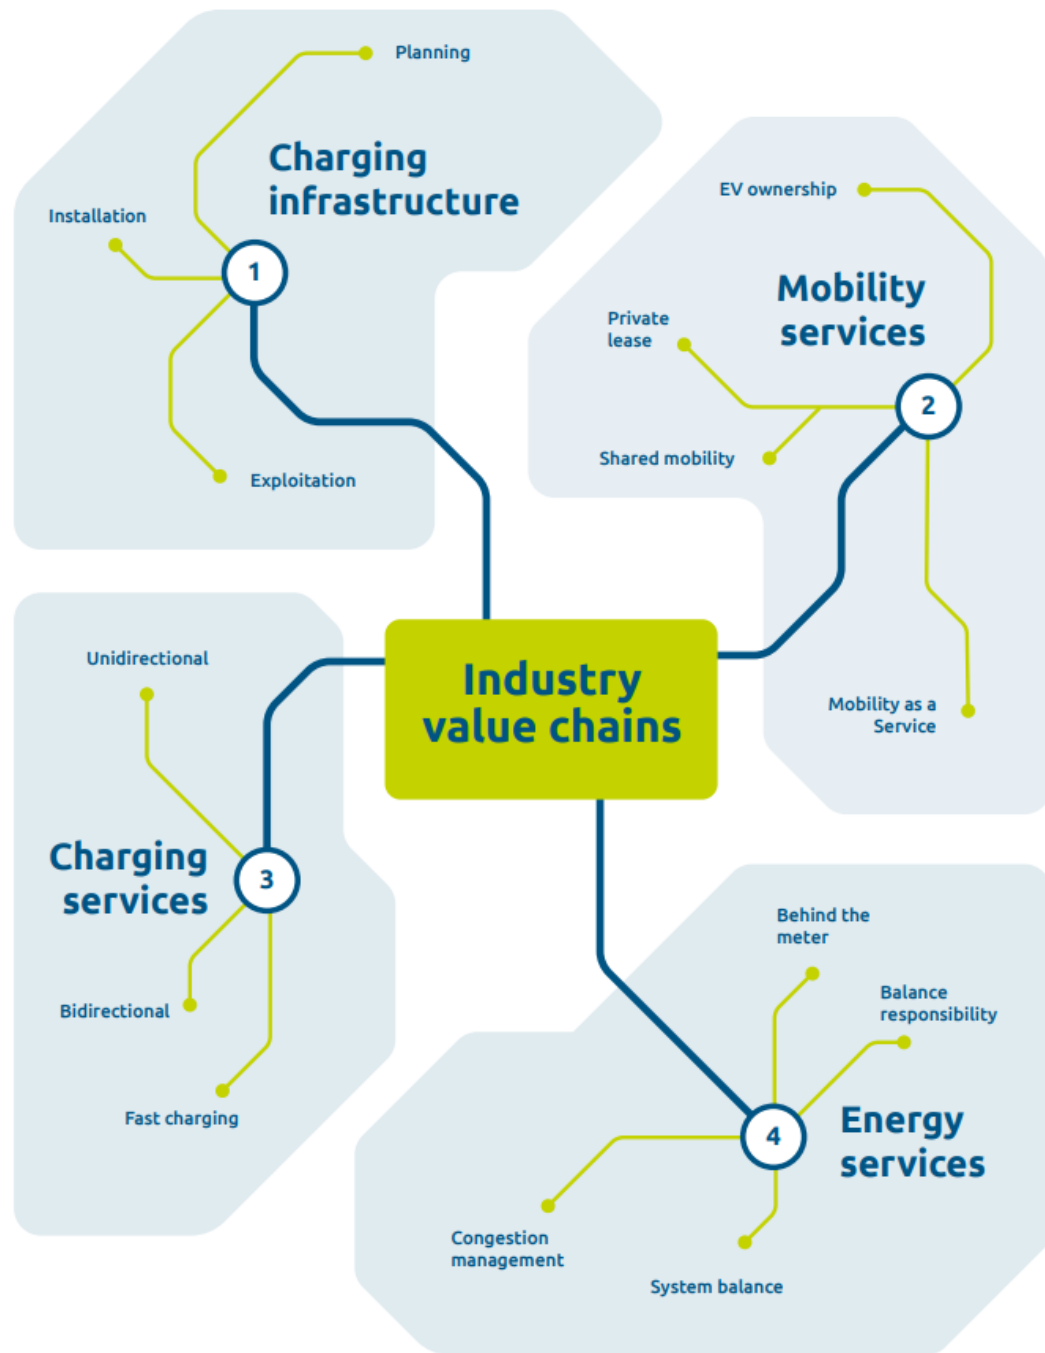 Planning
Charging
infrastructure
Installation
1
Exploitation
EV ownership
Mobility
services
Private
lease
2
Shared mobility
Mobility as a
Service
Industry
value chains
Unidirectional
Charging
services
3
Bidirectional
Fast charging
Behind the
meter
Balance
responsibility
Energy
services
4
Congestion
management
System balance